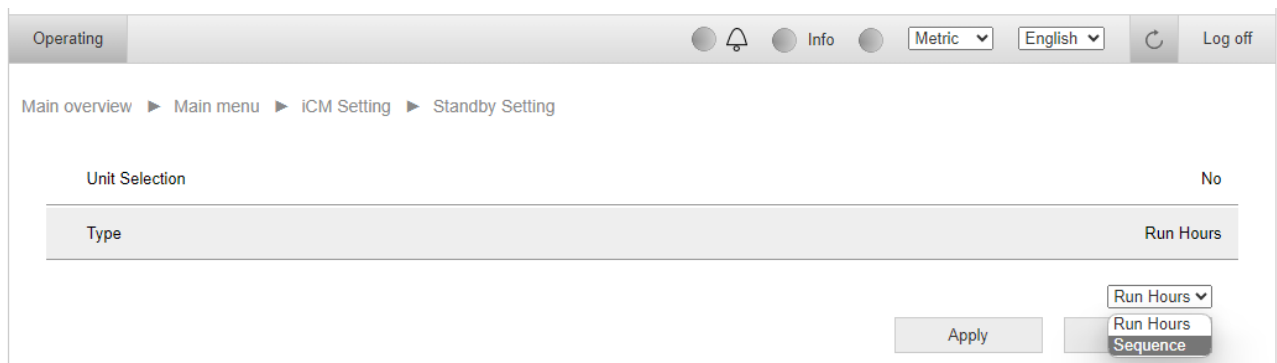 Operating Info Metric English Log off
Main overview ► Main menu ► iCM Setting ► Standby Setting
Unit Selection No
Type Run Hours
Run Hours
Apply Run Hours
Sequence